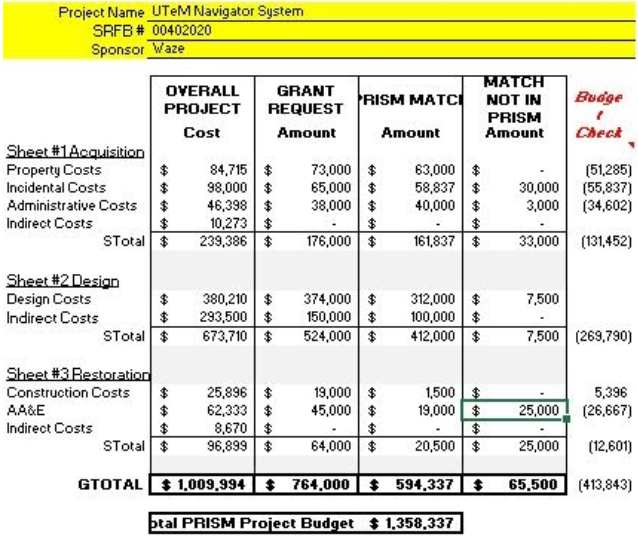 Project Name UTeM Navigator System
SRFB # 00402020
Sponsor Waze
OVERALL PROJECT Cost GRANT REQUEST Amount PRISM MATCH Amount MATCH NOT IN PRISM Amount Budge t Check
Sheet #1 Acquisition
Property Costs $ 84,715 $ 73,000 $ 63,000 $ - (51,285)
Incidental Costs $ 98,000 $ 65,000 $ 58,837 $ 30,000 (55,837)
Administrative Costs $ 46,398 $ 38,000 $ 40,000 $ 3,000 (34,602)
Indirect Costs $ 10,273 $ - $ - $ -
STotal $ 239,386 $ 176,000 $ 161,837 $ 33,000 (131,452)
Sheet #2 Design
Design Costs $ 380,210 $ 374,000 $ 312,000 $ 7,500
Indirect Costs $ 293,500 $ 150,000 $ 100,000 $ -
STotal $ 673,710 $ 524,000 $ 412,000 $ 7,500 (269,790)
Sheet #3 Restoration
Construction Costs $ 25,896 $ 19,000 $ 1,500 $ - 5,396
AA&E $ 62,333 $ 45,000 $ 19,000 $ 25,000 (26,667)
Indirect Costs $ 8,670 $ - $ - $ -
STotal $ 96,899 $ 64,000 $ 20,500 $ 25,000 (12,601)
GTOTAL $ 1,009,994 $ 764,000 $ 594,337 $ 65,500 (413,843)
otal PRISM Project Budget $ 1,358,337